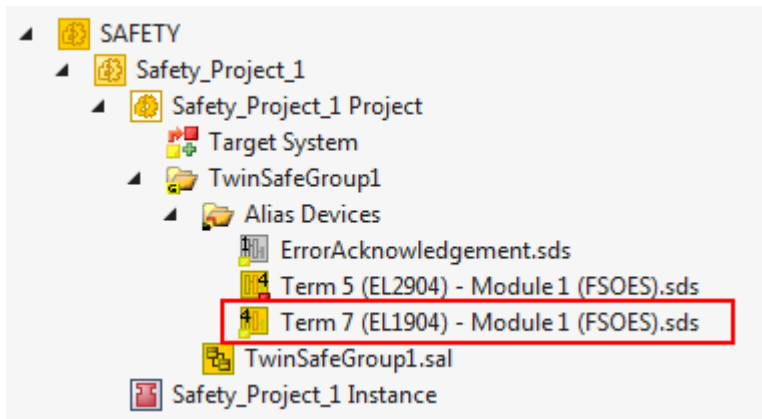 SAFETY
Safety_Project_1
Safety_Project_1 Project
Target System
TwinSafeGroup1
Alias Devices
ErrorAcknowledgement.sds
Term 5 (EL2904) - Module 1 (FSOES).sds
Term 7 (EL1904) - Module 1 (FSOES).sds
TwinSafeGroup1.sal
Safety_Project_1 Instance